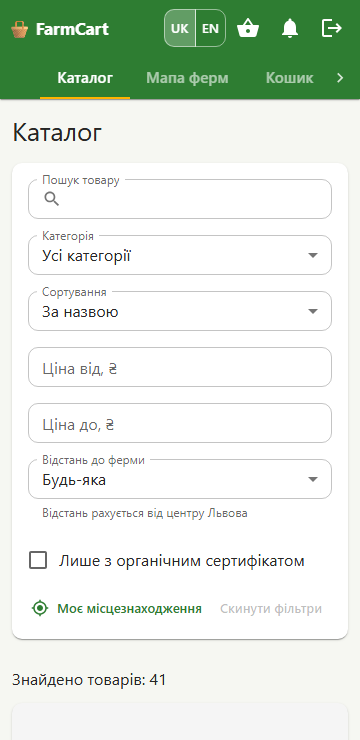 FarmCart
UK EN
Каталог Мапа ферм Кошик
Каталог
Пошук товару
Категорія
Усі категорії
Сортування
За назвою
Ціна від, ₴
Ціна до, ₴
Відстань до ферми
Будь-яка
Відстань рахується від центру Львова
Лише з органічним сертифікатом
Моє місцезнаходження Скинути фільтри
Знайдено товарів: 41